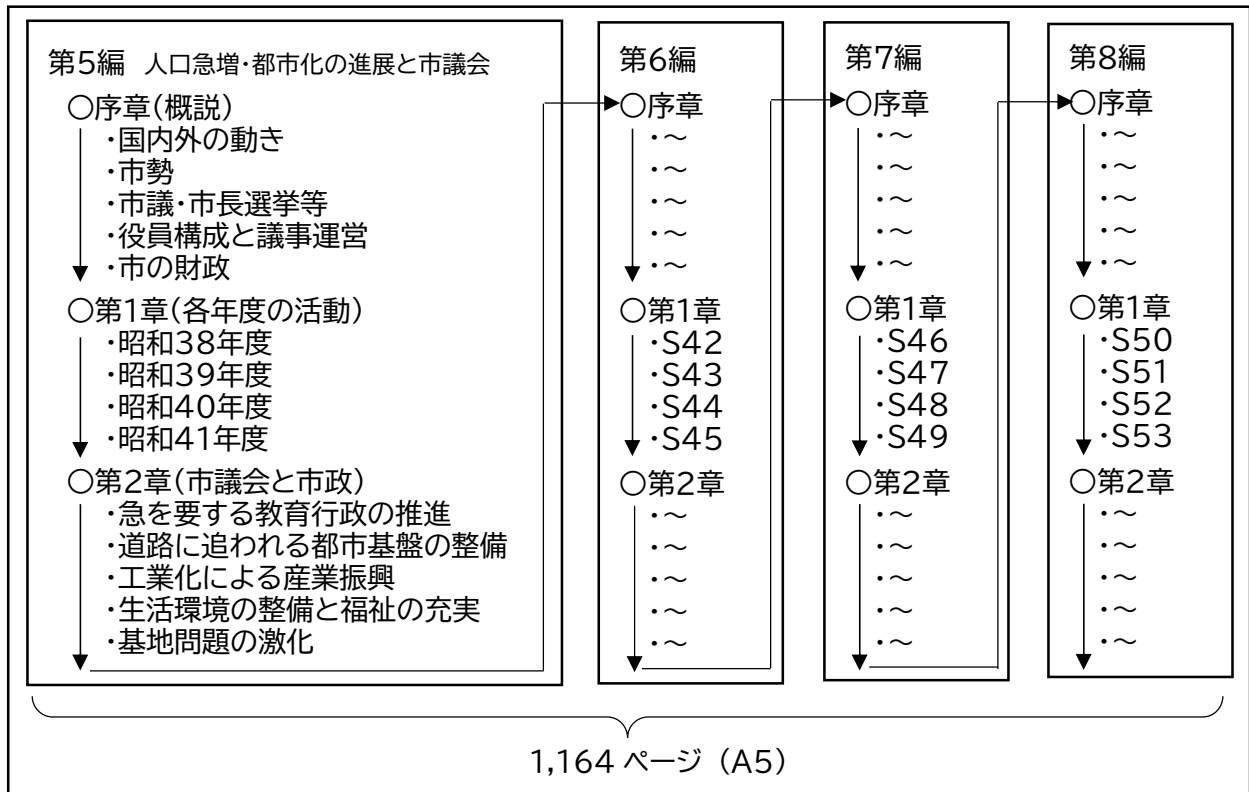 第5編 人口急増・都市化の進展と市議会
○序章(概説)
・国内外の動き
・市勢
・市議・市長選挙等
・役員構成と議事運営
・市の財政
○第1章(各年度の活動)
・昭和38年度
・昭和39年度
・昭和40年度
・昭和41年度
○第2章(市議会と市政)
・急を要する教育行政の推進
・道路に追われる都市基盤の整備
・工業化による産業振興
・生活環境の整備と福祉の充実
・基地問題の激化
第6編
○序章
・～
・～
・～
・～
・～
○第1章
・S42
・S43
・S44
・S45
○第2章
・～
・～
・～
・～
・～
第7編
○序章
・～
・～
・～
・～
・～
○第1章
・S46
・S47
・S48
・S49
○第2章
・～
・～
・～
・～
・～
第8編
○序章
・～
・～
・～
・～
・～
○第1章
・S50
・S51
・S52
・S53
○第2章
・～
・～
・～
・～
・～
1,164 ページ (A5)